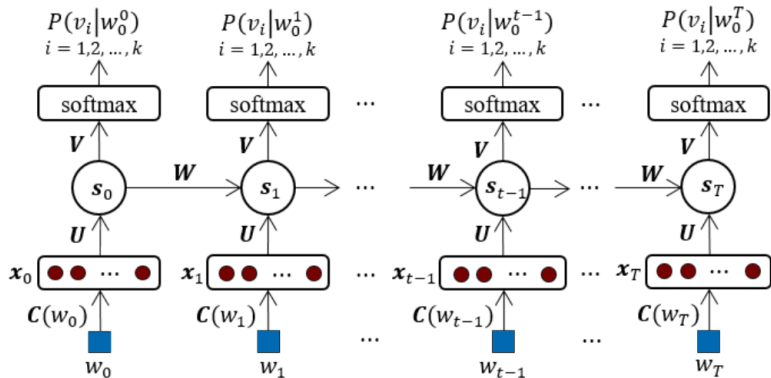 P(v_i|w_0^0) P(v_i|w_0^1) P(v_i|w_0^{t-1}) P(v_i|w_0^T)
i = 1,2, ..., k i = 1,2, ..., k i = 1,2, ..., k i = 1,2, ..., k
softmax softmax ... softmax ... softmax
V V V V
W W W
s_0 s_1 ... s_{t-1} ... s_T
U U U U
x_0 ... x_1 ... ... x_{t-1} ... ... x_T ...
C(w_0) C(w_1) C(w_{t-1}) C(w_T)
... ...
w_0 w_1 w_{t-1} w_T